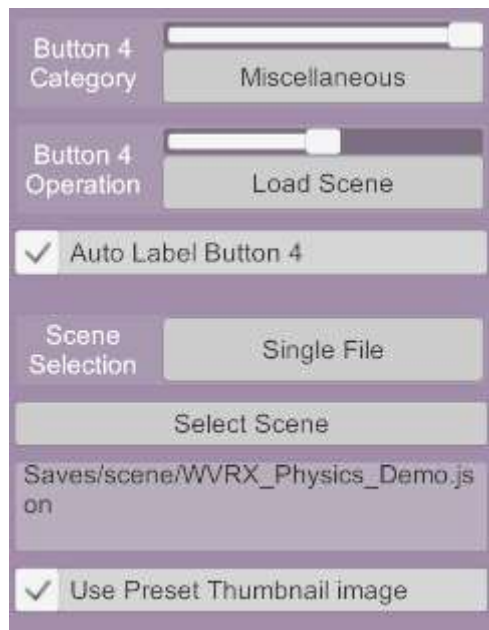 Button 4
Category
Miscellaneous
Button 4
Operation
Load Scene
Auto Label Button 4
Scene
Selection
Single File
Select Scene
Saves/scene/WVRX_Physics_Demo.js
on
Use Preset Thumbnail image